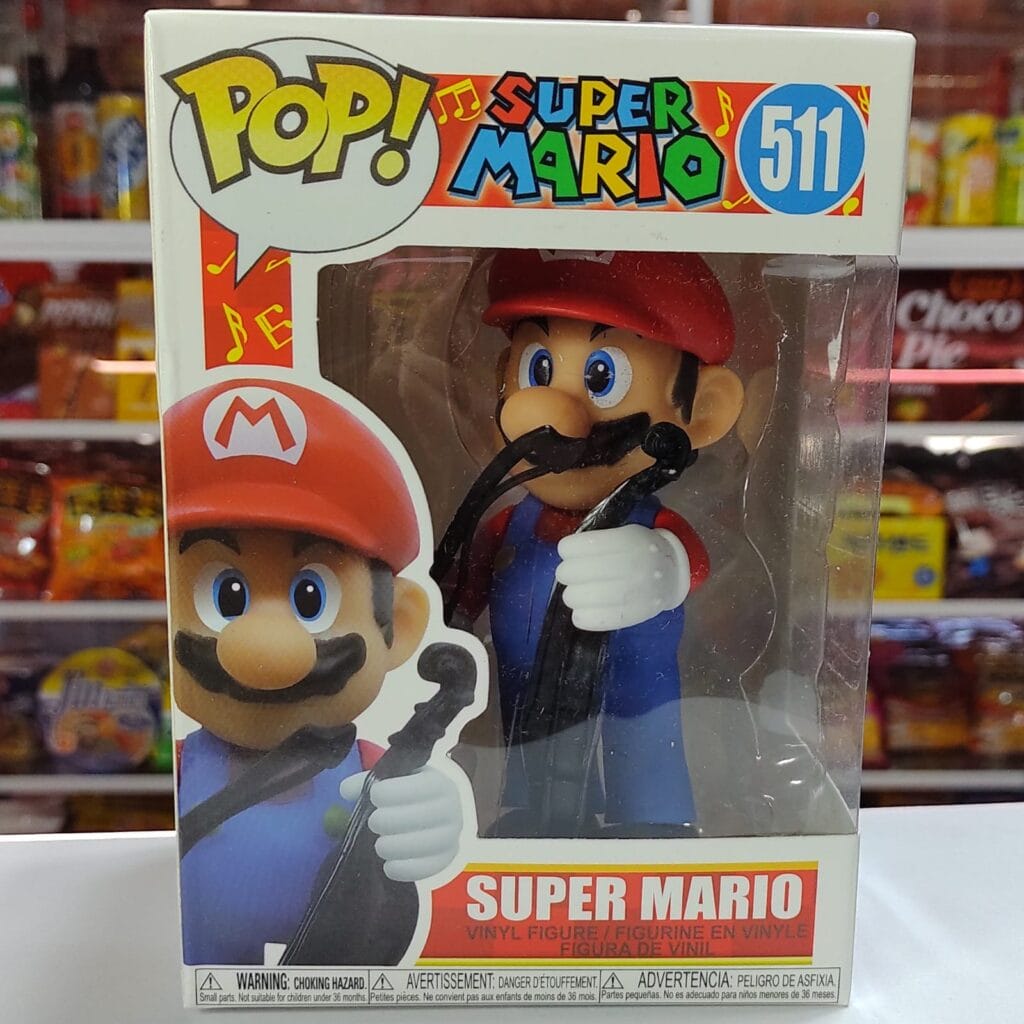 POP!
SUPER
MARIO
511
M
Choco
Pie
SUPER MARIO
VINYL FIGURE / FIGURINE EN VINYLE
FIGURA DE VINIL
WARNING: CHOKING HAZARD.
Small parts. Not suitable for children under 36 months.
AVERTISSEMENT: DANGER D'ÉTOUFFEMENT.
Petites pièces. Ne convient pas aux enfants de moins de 36 mois.
ADVERTENCIA: PELIGRO DE ASFIXIA.
Partes pequeñas. No es adecuado para niños menores de 36 meses.